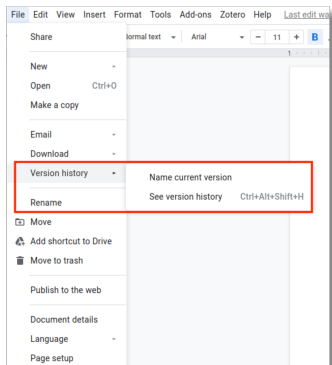 File Edit View Insert Format Tools Add-ons Zotero Help Last edit wa
Share
ormal text Arial 11 B
1
New
Open Ctrl+O
Make a copy
Email
Download
Version history
Name current version
See version history Ctrl+Alt+Shift+H
Rename
Move
Add shortcut to Drive
Move to trash
Publish to the web
Document details
Language
Page setup